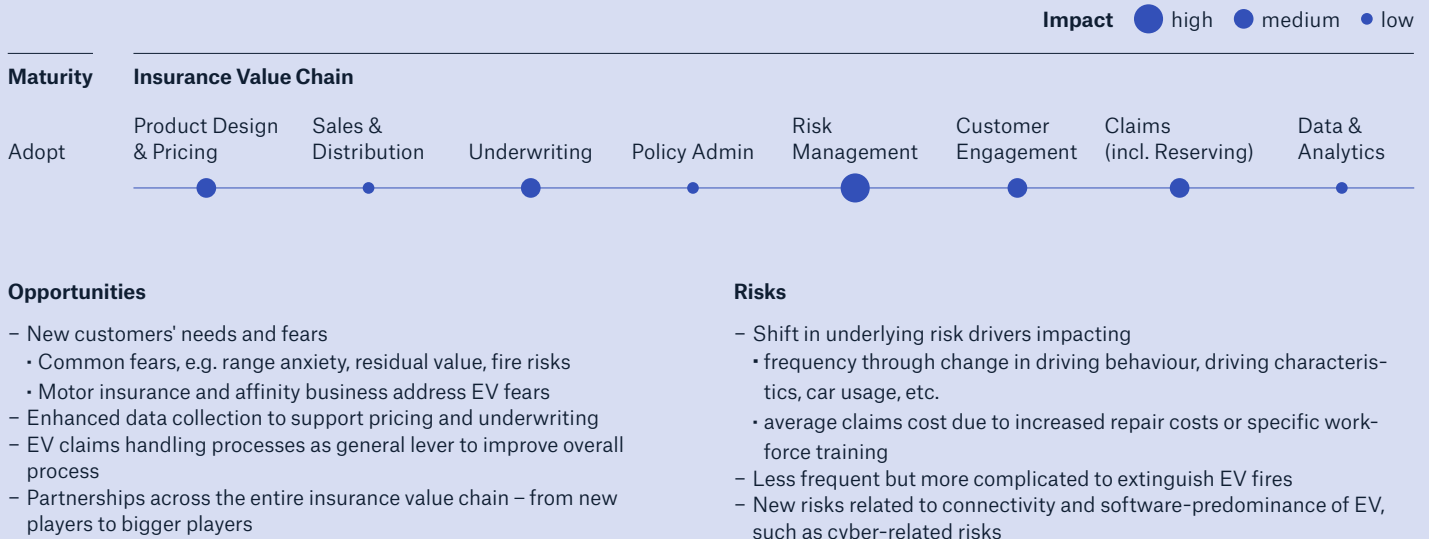 Impact high medium low
Maturity Insurance Value Chain
Adopt
Product Design
& Pricing
Sales &
Distribution
Underwriting
Policy Admin
Risk
Management
Customer
Engagement
Claims
(incl. Reserving)
Data &
Analytics
Opportunities
– New customers' needs and fears
· Common fears, e.g. range anxiety, residual value, fire risks
· Motor insurance and affinity business address EV fears
– Enhanced data collection to support pricing and underwriting
– EV claims handling processes as general lever to improve overall
process
– Partnerships across the entire insurance value chain – from new
players to bigger players
Risks
– Shift in underlying risk drivers impacting
· frequency through change in driving behaviour, driving characteris-
tics, car usage, etc.
· average claims cost due to increased repair costs or specific work-
force training
– Less frequent but more complicated to extinguish EV fires
– New risks related to connectivity and software-predominance of EV,
such as cyber-related risks